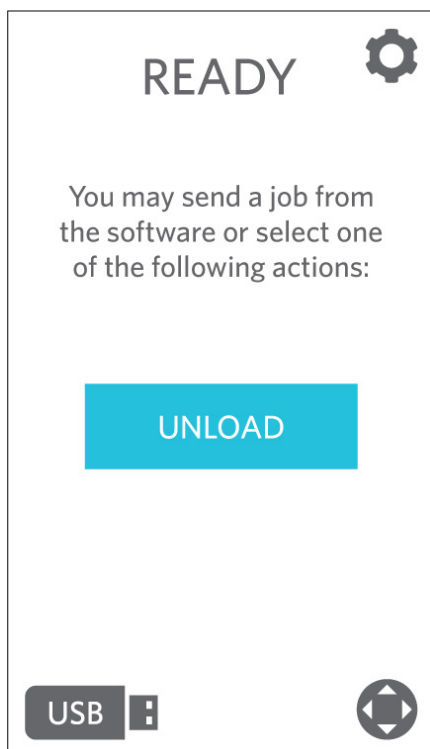 READY
You may send a job from
the software or select one
of the following actions:
UNLOAD
USB